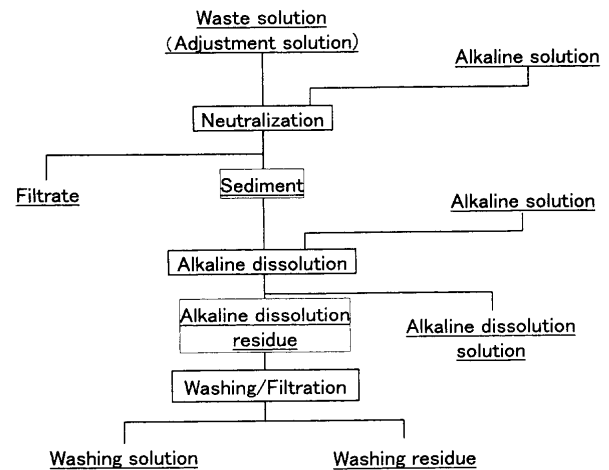 Waste solution
(Adjustment solution)
Alkaline solution
Neutralization
Filtrate
Sediment
Alkaline solution
Alkaline dissolution
Alkaline dissolution
residue
Alkaline dissolution
solution
Washing/Filtration
Washing solution
Washing residue